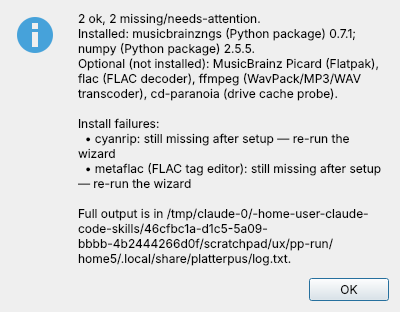 2 ok, 2 missing/needs-attention.
Installed: musicbrainzngs (Python package) 0.7.1;
numpy (Python package) 2.5.5.
Optional (not installed): MusicBrainz Picard (Flatpak),
flac (FLAC decoder), ffmpeg (WavPack/MP3/WAV
transcoder), cd-paranoia (drive cache probe).

Install failures:
• cyanrip: still missing after setup — re-run the
wizard
• metaflac (FLAC tag editor): still missing after setup
— re-run the wizard

Full output is in /tmp/claude-0/-home-user-claude-
code-skills/46cfbc1a-d1c5-5a09-
bbbb-4b2444266d0f/scratchpad/ux/pp-run/
home5/.local/share/platterpus/log.txt.
OK